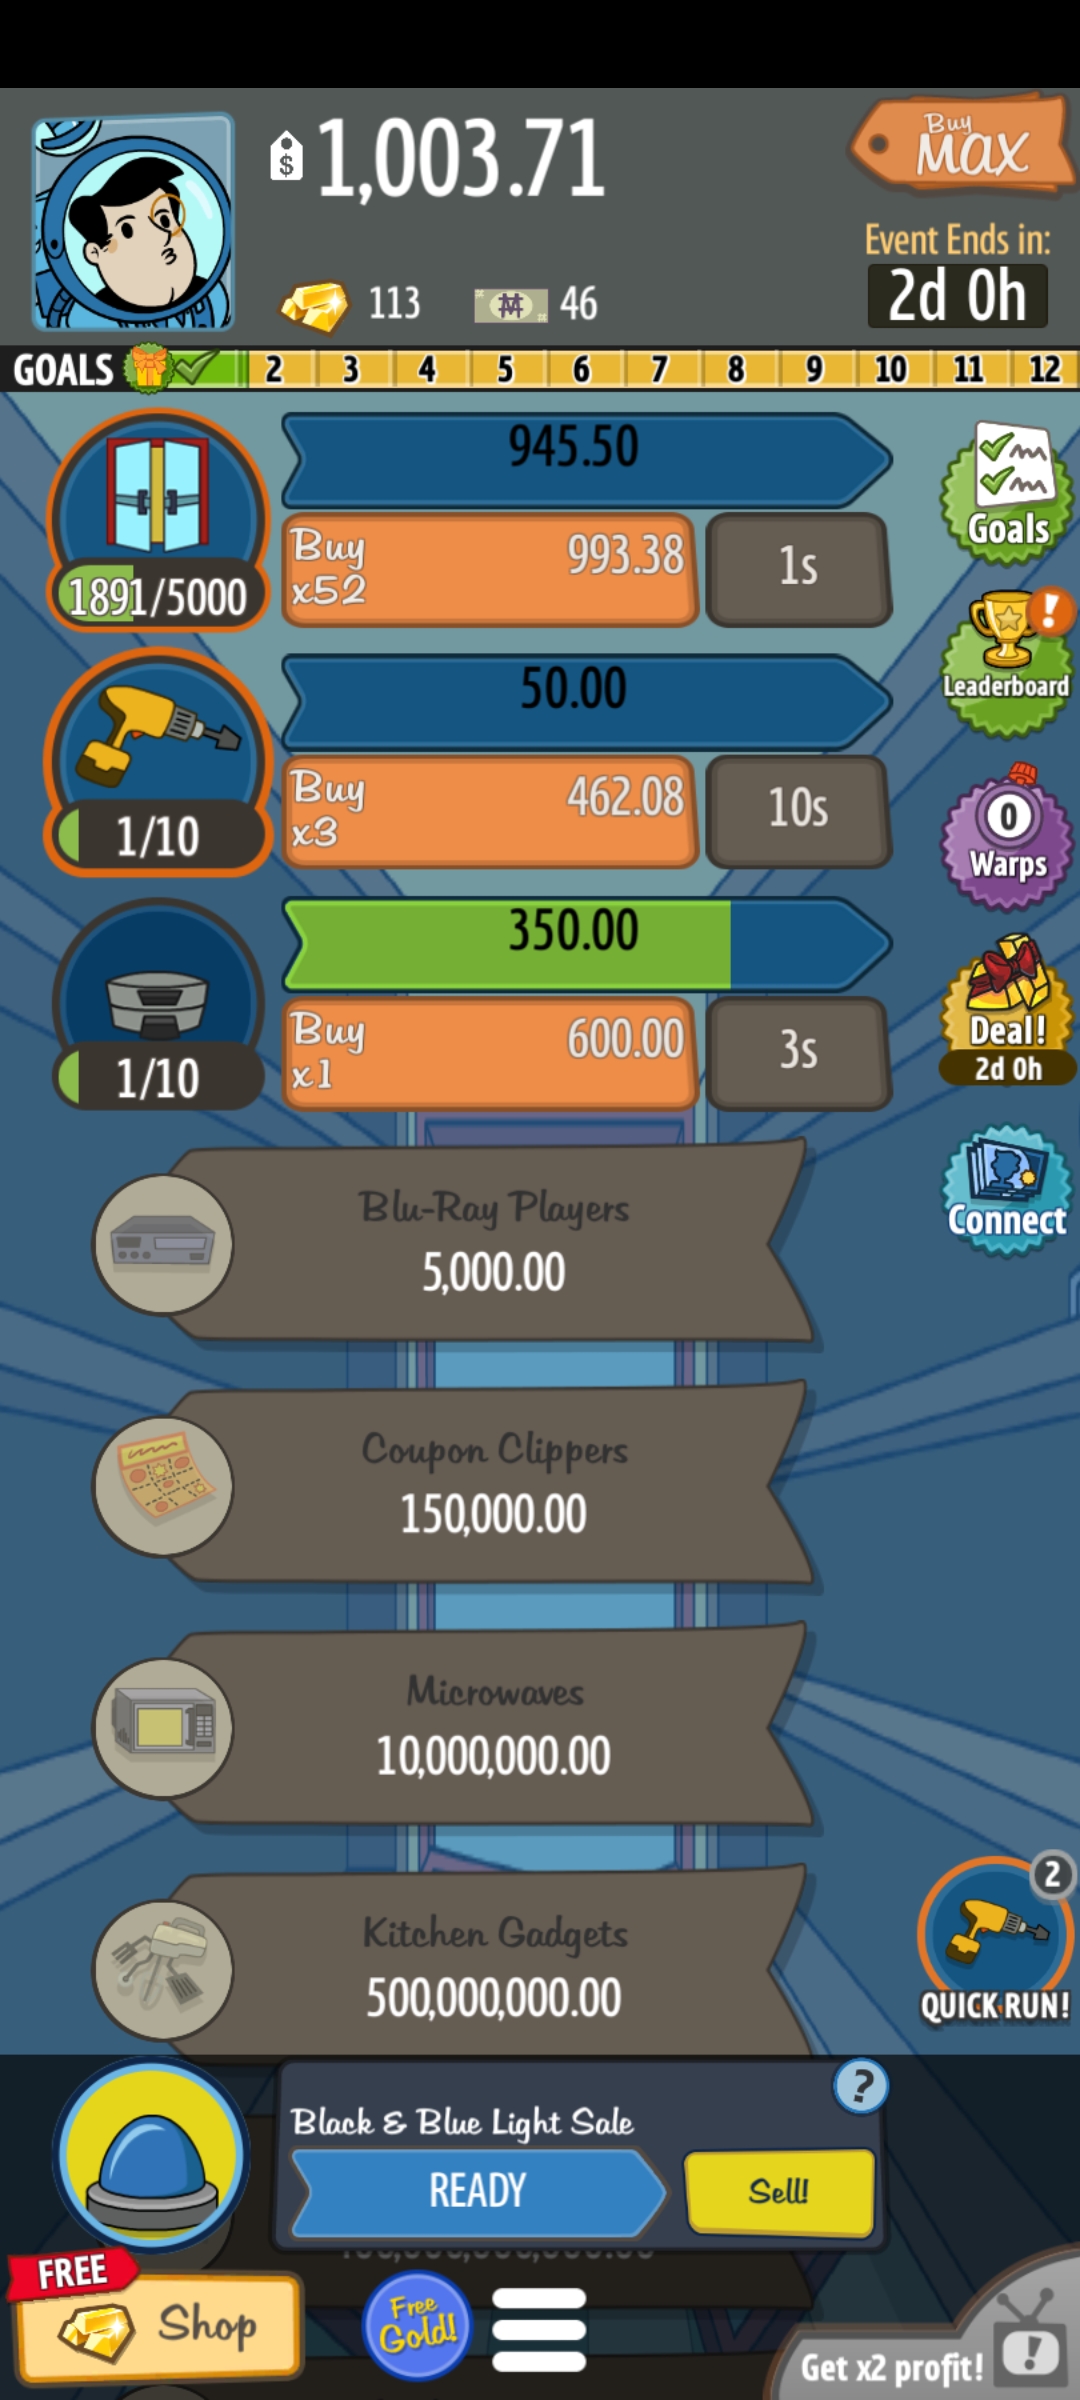 $ 1,003.71
Buy
MAX
Event Ends in:
2d 0h
113
46
GOALS 2 3 4 5 6 7 8 9 10 11 12
945.50
Buy
x52
993.38
1s
1891/5000
Goals
50.00
Buy
x3
462.08
10s
1/10
!
Leaderboard
350.00
Buy
x1
600.00
3s
1/10
0
Warps
Deal!
2d 0h
Blu-Ray Players
5,000.00
Connect
Coupon Clippers
150,000.00
Microwaves
10,000,000.00
Kitchen Gadgets
500,000,000.00
2
QUICK RUN!
?
Black & Blue Light Sale
READY
Sell!
FREE
Shop
Free
Gold!
Get x2 profit!
!